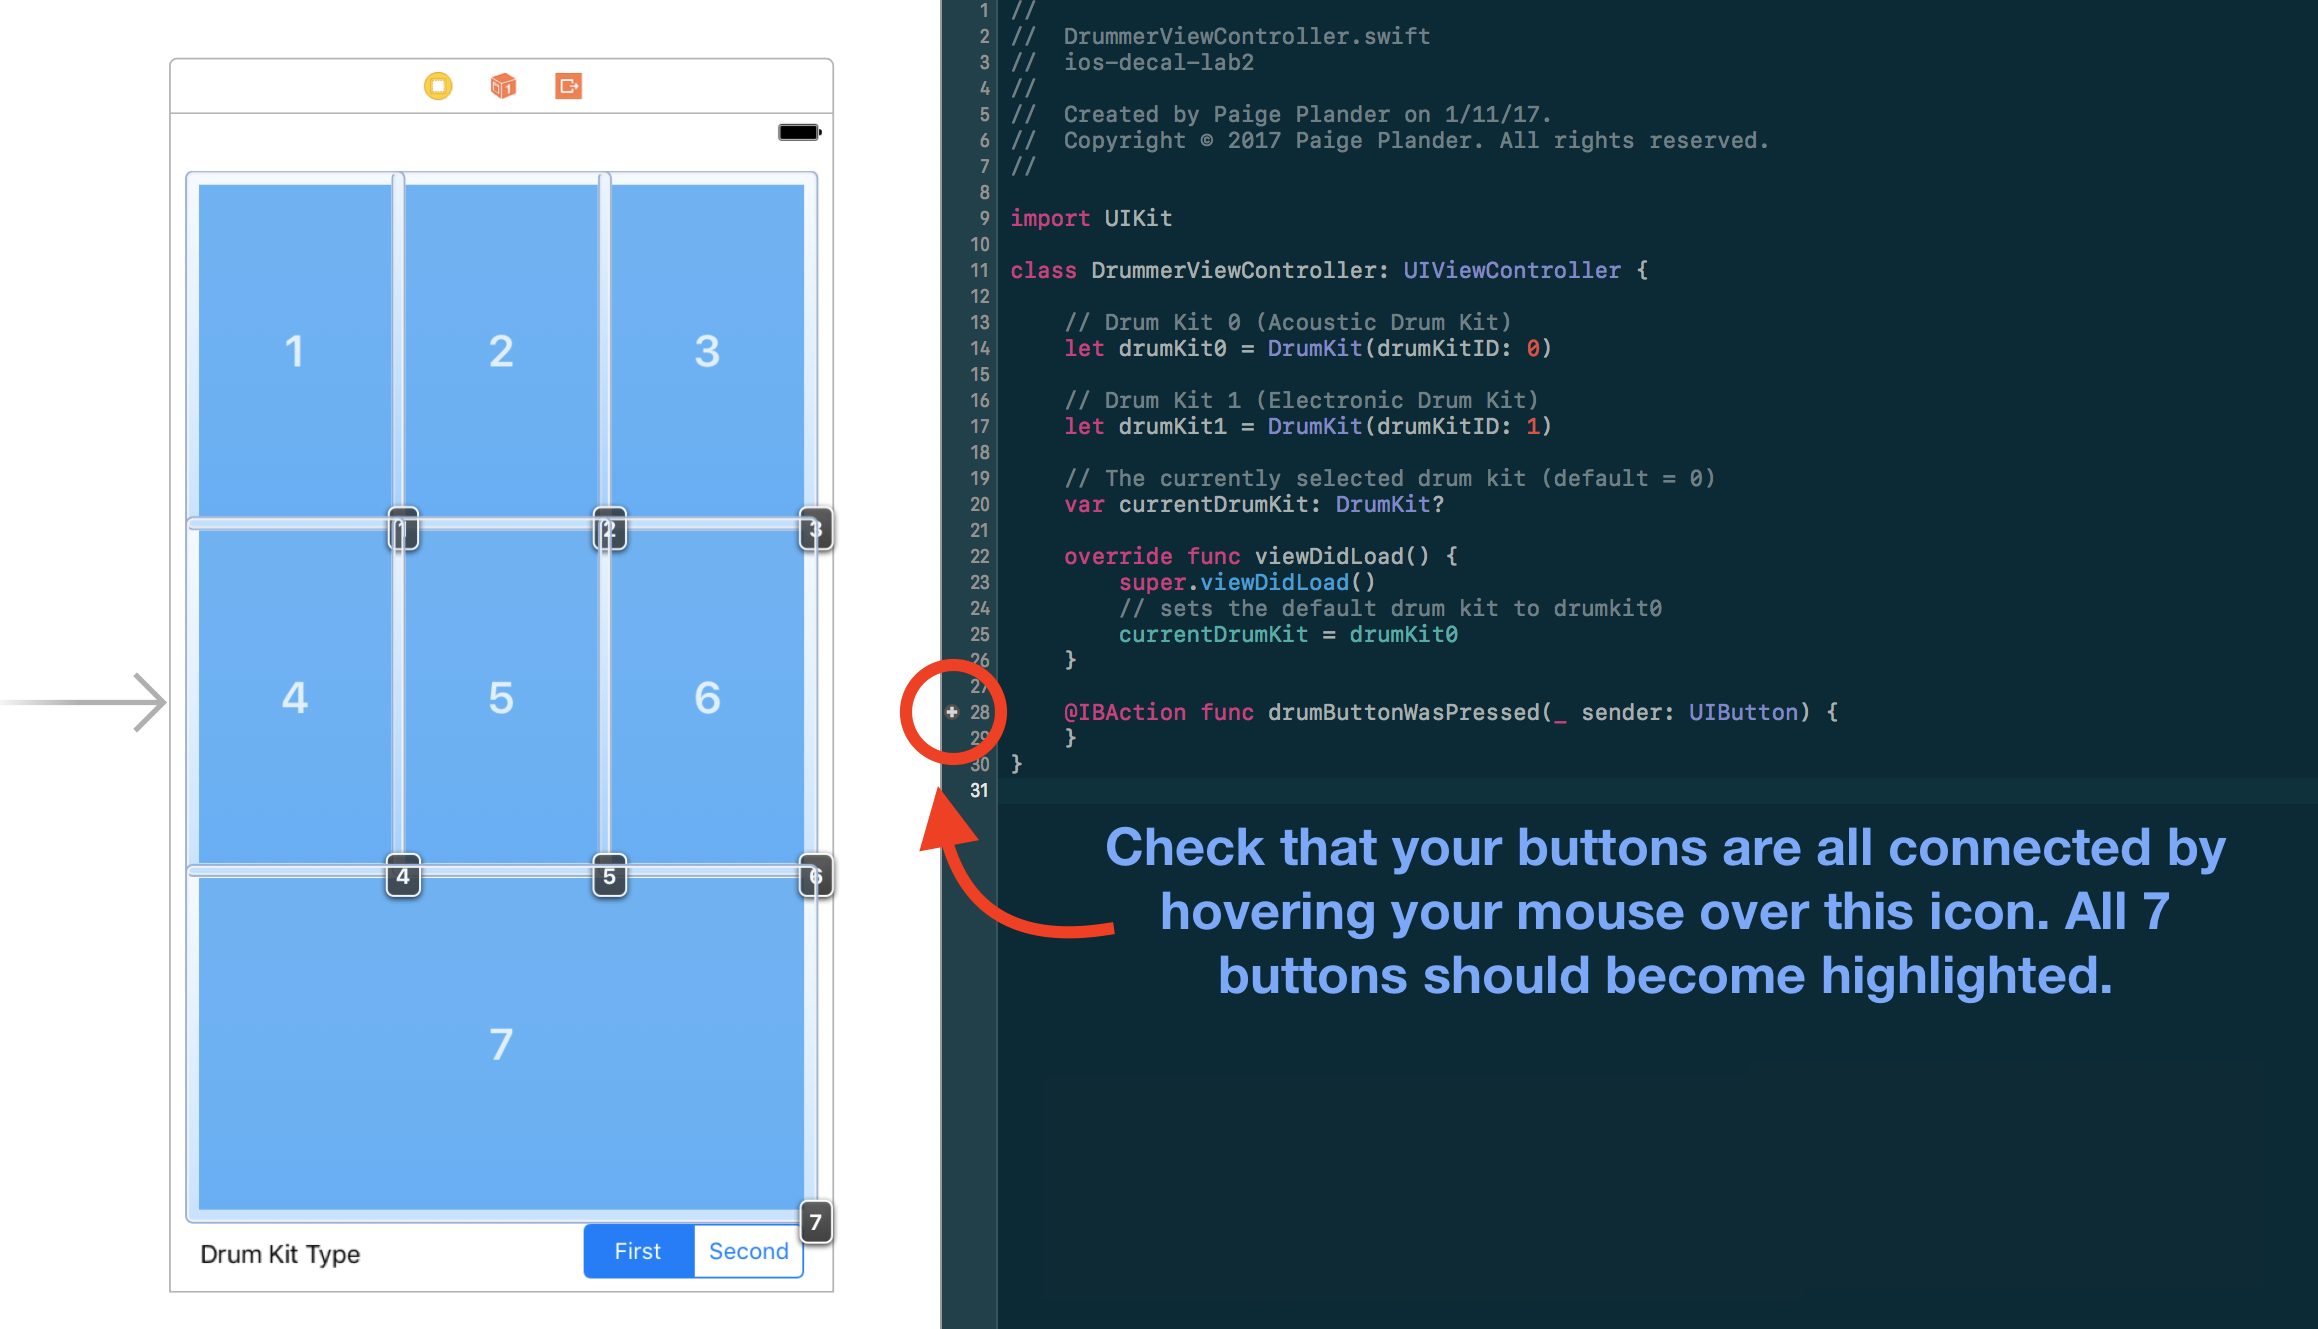 1
2
3
1
2
3
4
5
6
4
5
6
7
7
Drum Kit Type
First
Second
1 //
2 //  DrummerViewController.swift
3 //  ios-decal-lab2
4 //
5 //  Created by Paige Plander on 1/11/17.
6 //  Copyright © 2017 Paige Plander. All rights reserved.
7 //
8
9 import UIKit
10
11 class DrummerViewController: UIViewController {
12
13     // Drum Kit 0 (Acoustic Drum Kit)
14     let drumKit0 = DrumKit(drumKitID: 0)
15
16     // Drum Kit 1 (Electronic Drum Kit)
17     let drumKit1 = DrumKit(drumKitID: 1)
18
19     // The currently selected drum kit (default = 0)
20     var currentDrumKit: DrumKit?
21
22     override func viewDidLoad() {
23         super.viewDidLoad()
24         // sets the default drum kit to drumkit0
25         currentDrumKit = drumKit0
26     }
27
28     @IBAction func drumButtonWasPressed(_ sender: UIButton) {
29     }
30 }
31
Check that your buttons are all connected by
hovering your mouse over this icon. All 7
buttons should become highlighted.